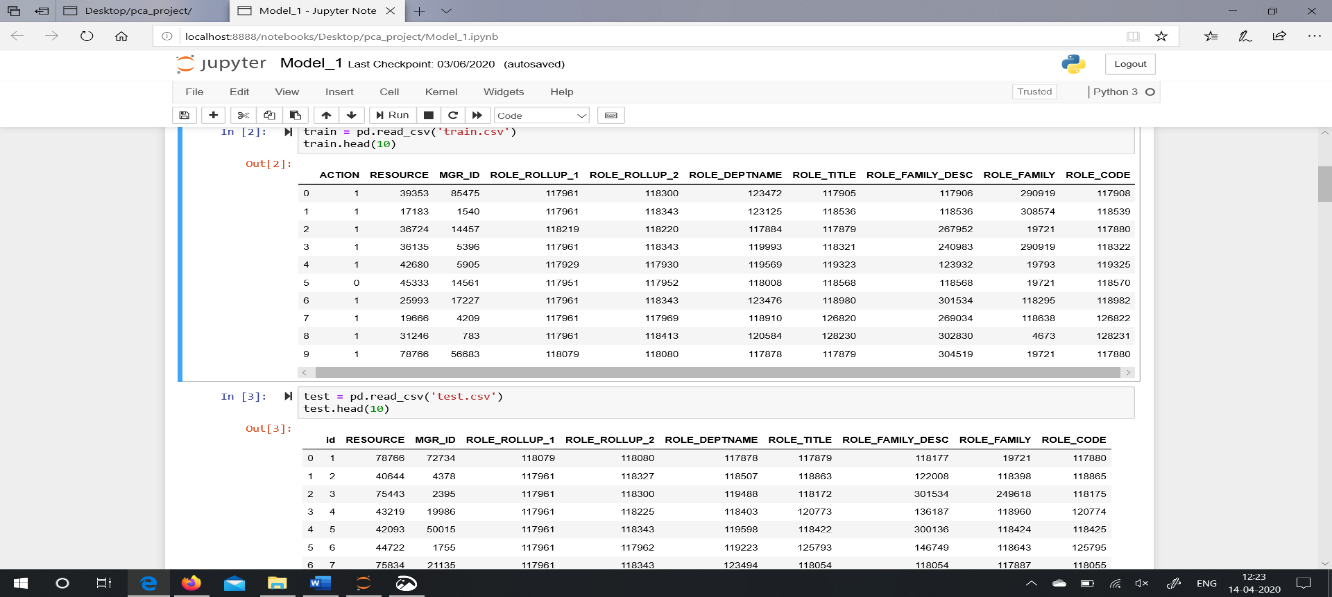 Desktop/pca_project/
Model_1 - Jupyter Note
localhost:8888/notebooks/Desktop/pca_project/Model_1.ipynb
jupyter Model_1 Last Checkpoint: 03/06/2020 (autosaved)
Logout
File Edit View Insert Cell Kernel Widgets Help Trusted Python 3
Run Code
In [2]: train = pd.read_csv('train.csv')
train.head(10)
Out[2]:
ACTION RESOURCE MGR_ID ROLE_ROLLUP_1 ROLE_ROLLUP_2 ROLE_DEPTNAME ROLE_TITLE ROLE_FAMILY_DESC ROLE_FAMILY ROLE_CODE
0 1 39353 85475 117961 118300 123472 117905 117906 290919 117908
1 1 17183 1540 117961 118343 123125 118536 118536 308574 118539
2 1 36724 14457 118219 118220 117884 117879 267952 19721 117880
3 1 36135 5396 117961 118343 119993 118321 240983 290919 118322
4 1 42680 5905 117929 117930 119569 119323 123932 19793 119325
5 0 45333 14561 117951 117952 118008 118568 118568 19721 118570
6 1 25993 17227 117961 118343 123476 118980 301534 118295 118982
7 1 19666 4209 117961 117969 118910 126820 269034 118638 126822
8 1 31246 783 117961 118413 120584 128230 302830 4673 128231
9 1 78766 56683 118079 118080 117878 117879 304519 19721 117880
In [3]: test = pd.read_csv('test.csv')
test.head(10)
Out[3]:
id RESOURCE MGR_ID ROLE_ROLLUP_1 ROLE_ROLLUP_2 ROLE_DEPTNAME ROLE_TITLE ROLE_FAMILY_DESC ROLE_FAMILY ROLE_CODE
0 1 78766 72734 118079 118080 117878 117879 118177 19721 117880
1 2 40644 4378 117961 118327 118507 118863 122008 118398 118865
2 3 75443 2395 117961 118300 119488 118172 301534 249618 118175
3 4 43219 19986 117961 118225 118403 120773 136187 118960 120774
4 5 42093 50015 117961 118343 119598 118422 300136 118424 118425
5 6 44722 1755 117961 117962 119223 125793 146749 118643 125795
6 7 75834 21135 117961 118343 123494 118054 118054 117887 118055
ENG 12:23
14-04-2020